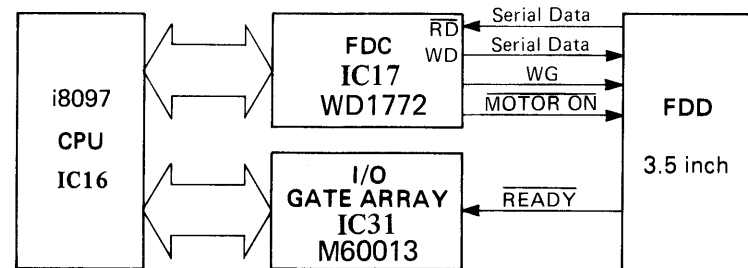 i8097
CPU
IC16
FDC
IC17
WD1772
RD
WD
Serial Data
Serial Data
WG
MOTOR ON
I/O
GATE ARRAY
IC31
M60013
READY
FDD
3.5 inch